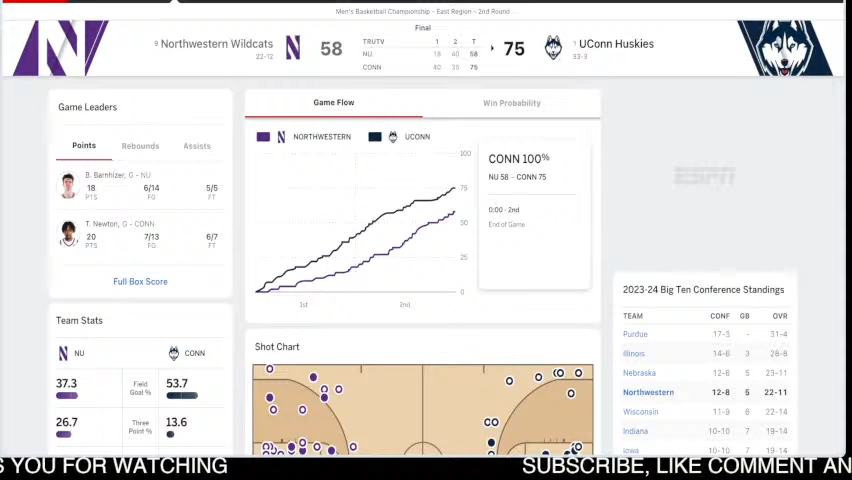 Men's Basketball Championship - East Region - 2nd Round
9 Northwestern Wildcats
22-12
N
58
Final
TRUTV 1 2 T
NU 18 40 58
CONN 40 35 75
75
1 UConn Huskies
33-3
Game Leaders
Points Rebounds Assists
B. Barnhizer, G - NU
18 6/14 5/5
PTS FG FT
T. Newton, G - CONN
20 7/13 6/7
PTS FG FT
Full Box Score
Team Stats
N NU CONN
37.3 Field Goal % 53.7
26.7 Three Point % 13.6
Game Flow Win Probability
N NORTHWESTERN UCONN
100
75
50
25
0
1st 2nd
CONN 100%
NU 58 - CONN 75
0:00 - 2nd
End of Game
Shot Chart
ESPN
2023-24 Big Ten Conference Standings
TEAM CONF GB OVR
Purdue 17-3 - 31-4
Illinois 14-6 3 28-8
Nebraska 12-8 5 23-11
Northwestern 12-8 5 22-11
Wisconsin 11-9 6 22-14
Indiana 10-10 7 19-14
Iowa 10-10 7 19-14
S YOU FOR WATCHING SUBSCRIBE, LIKE COMMENT AN